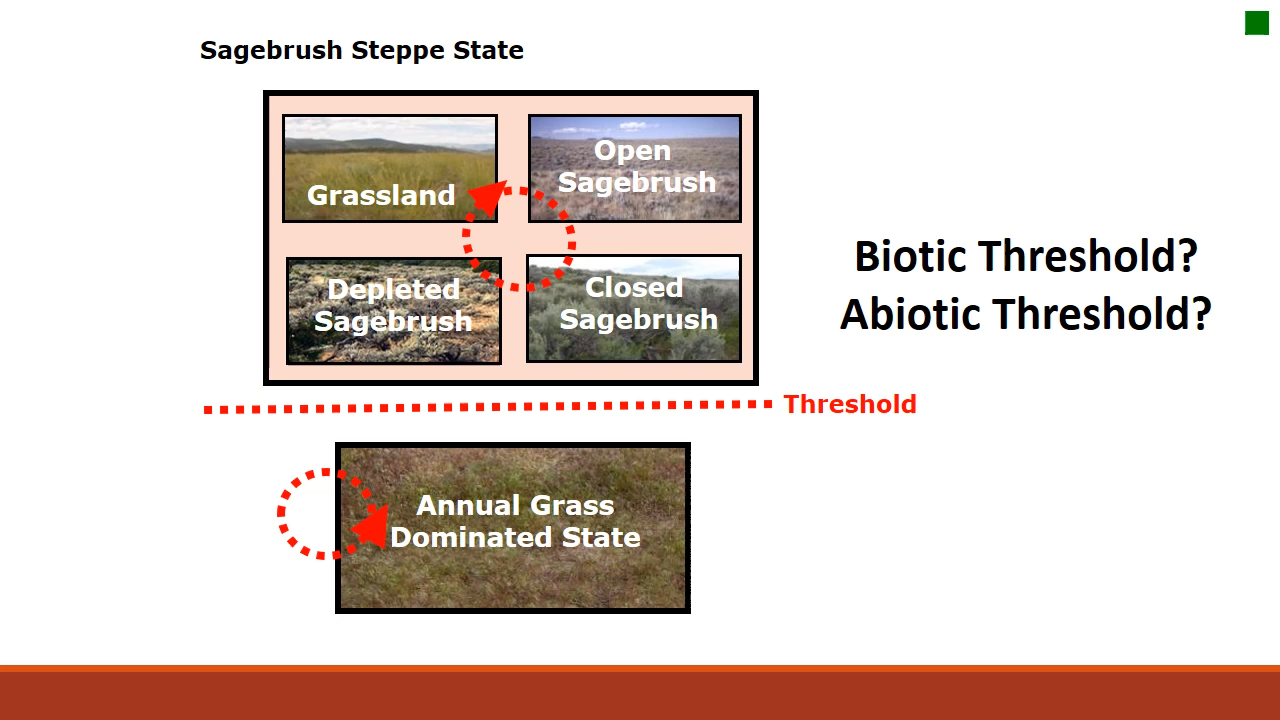 Sagebrush Steppe State
Grassland
Open
Sagebrush
Depleted
Sagebrush
Closed
Sagebrush
Biotic Threshold?
Abiotic Threshold?
Threshold
Annual Grass
Dominated State